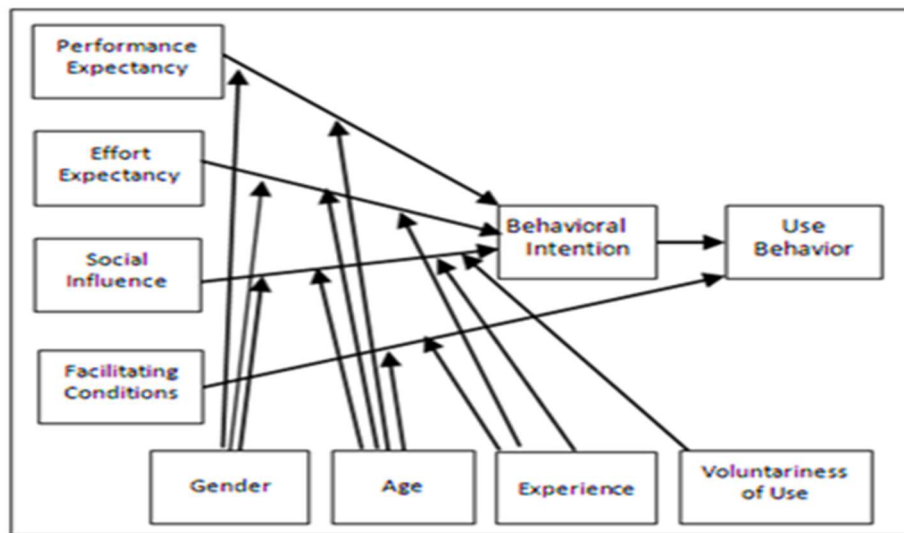 Performance
Expectancy
Effort
Expectancy
Social
Influence
Facilitating
Conditions
Behavioral
Intention
Use
Behavior
Gender
Age
Experience
Voluntariness
of Use